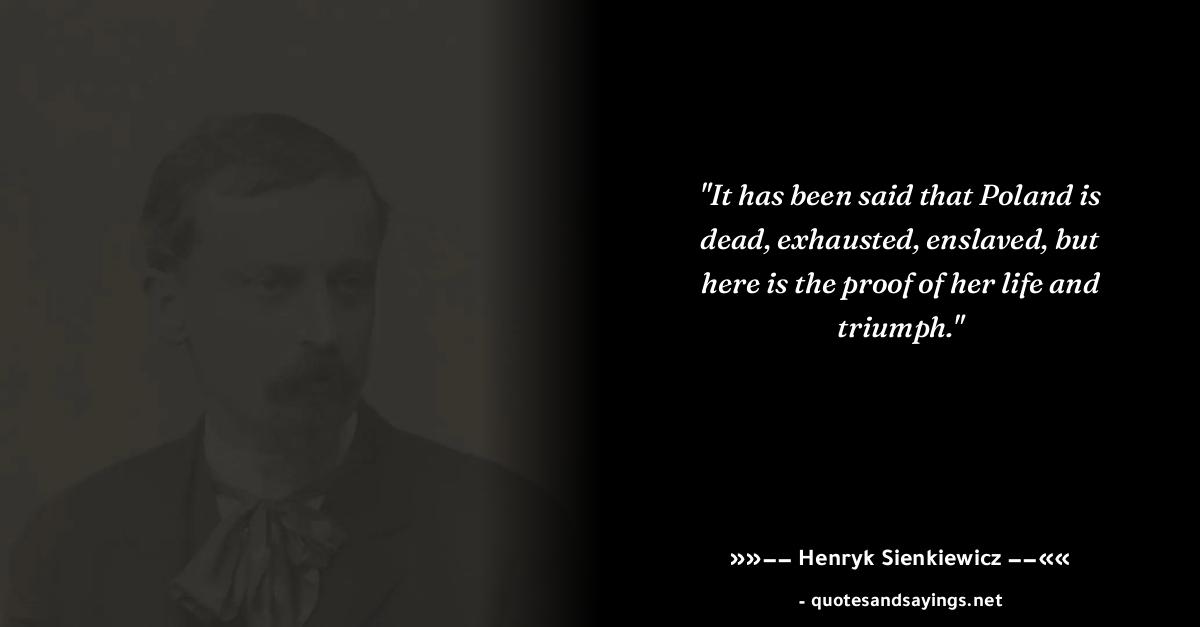 "It has been said that Poland is
dead, exhausted, enslaved, but
here is the proof of her life and
triumph."
»»−− Henryk Sienkiewicz −−««
- quotesandsayings.net